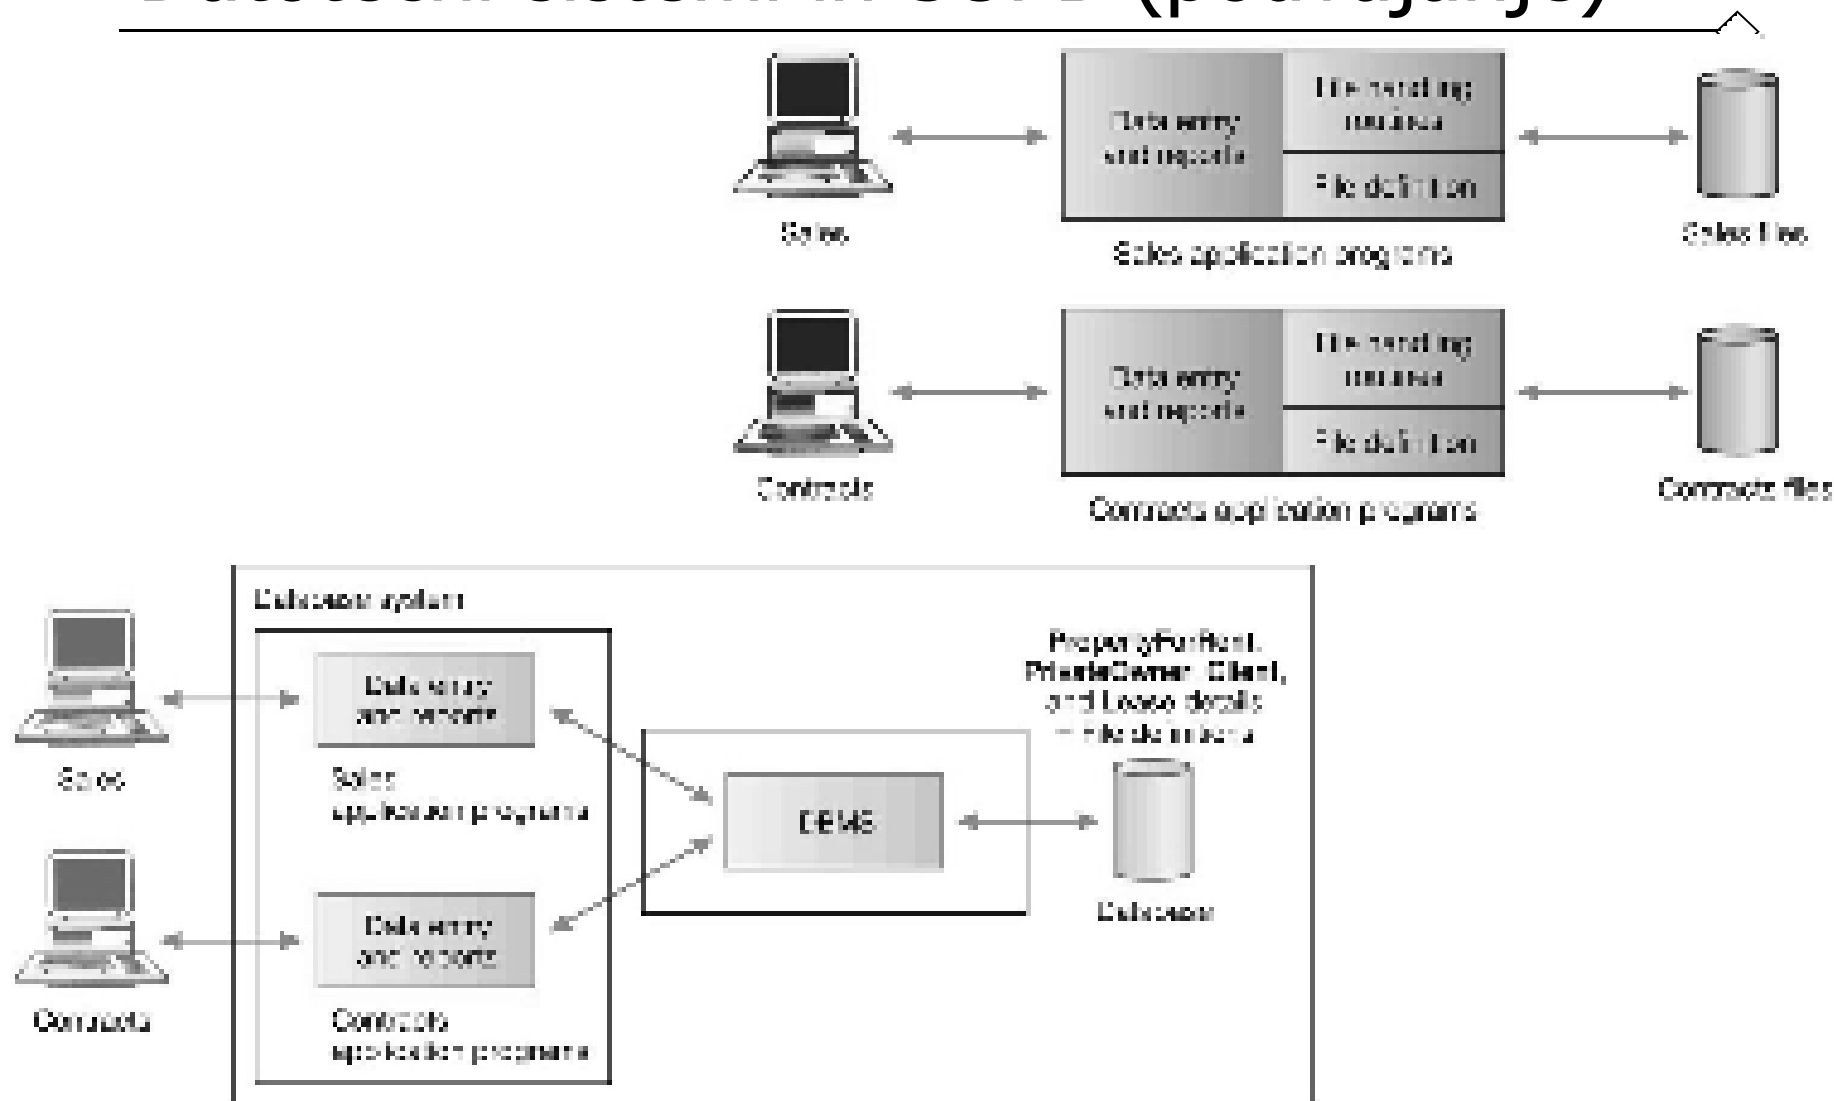 Data entry
and reports
File handling
routines
File definition
Sales
Sales application programs
Sales files
Data entry
and reports
File handling
routines
File definition
Contracts
Contracts application programs
Contracts files
Database system
Data entry
and reports
Sales
Sales
application programs
PropertyForRent,
PrivateOwner, Client,
and Lease details
+ File definitions
DBMS
Database
Data entry
and reports
Contracts
Contracts
application programs